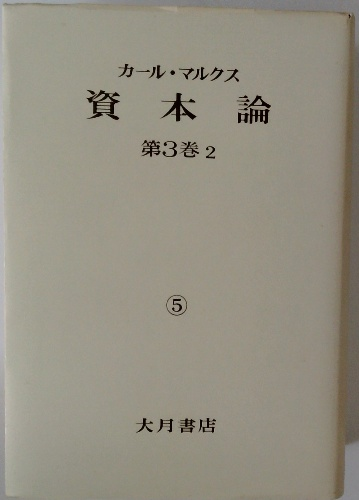 カール・マルクス
資本論
第3巻 2
⑤
大月書店